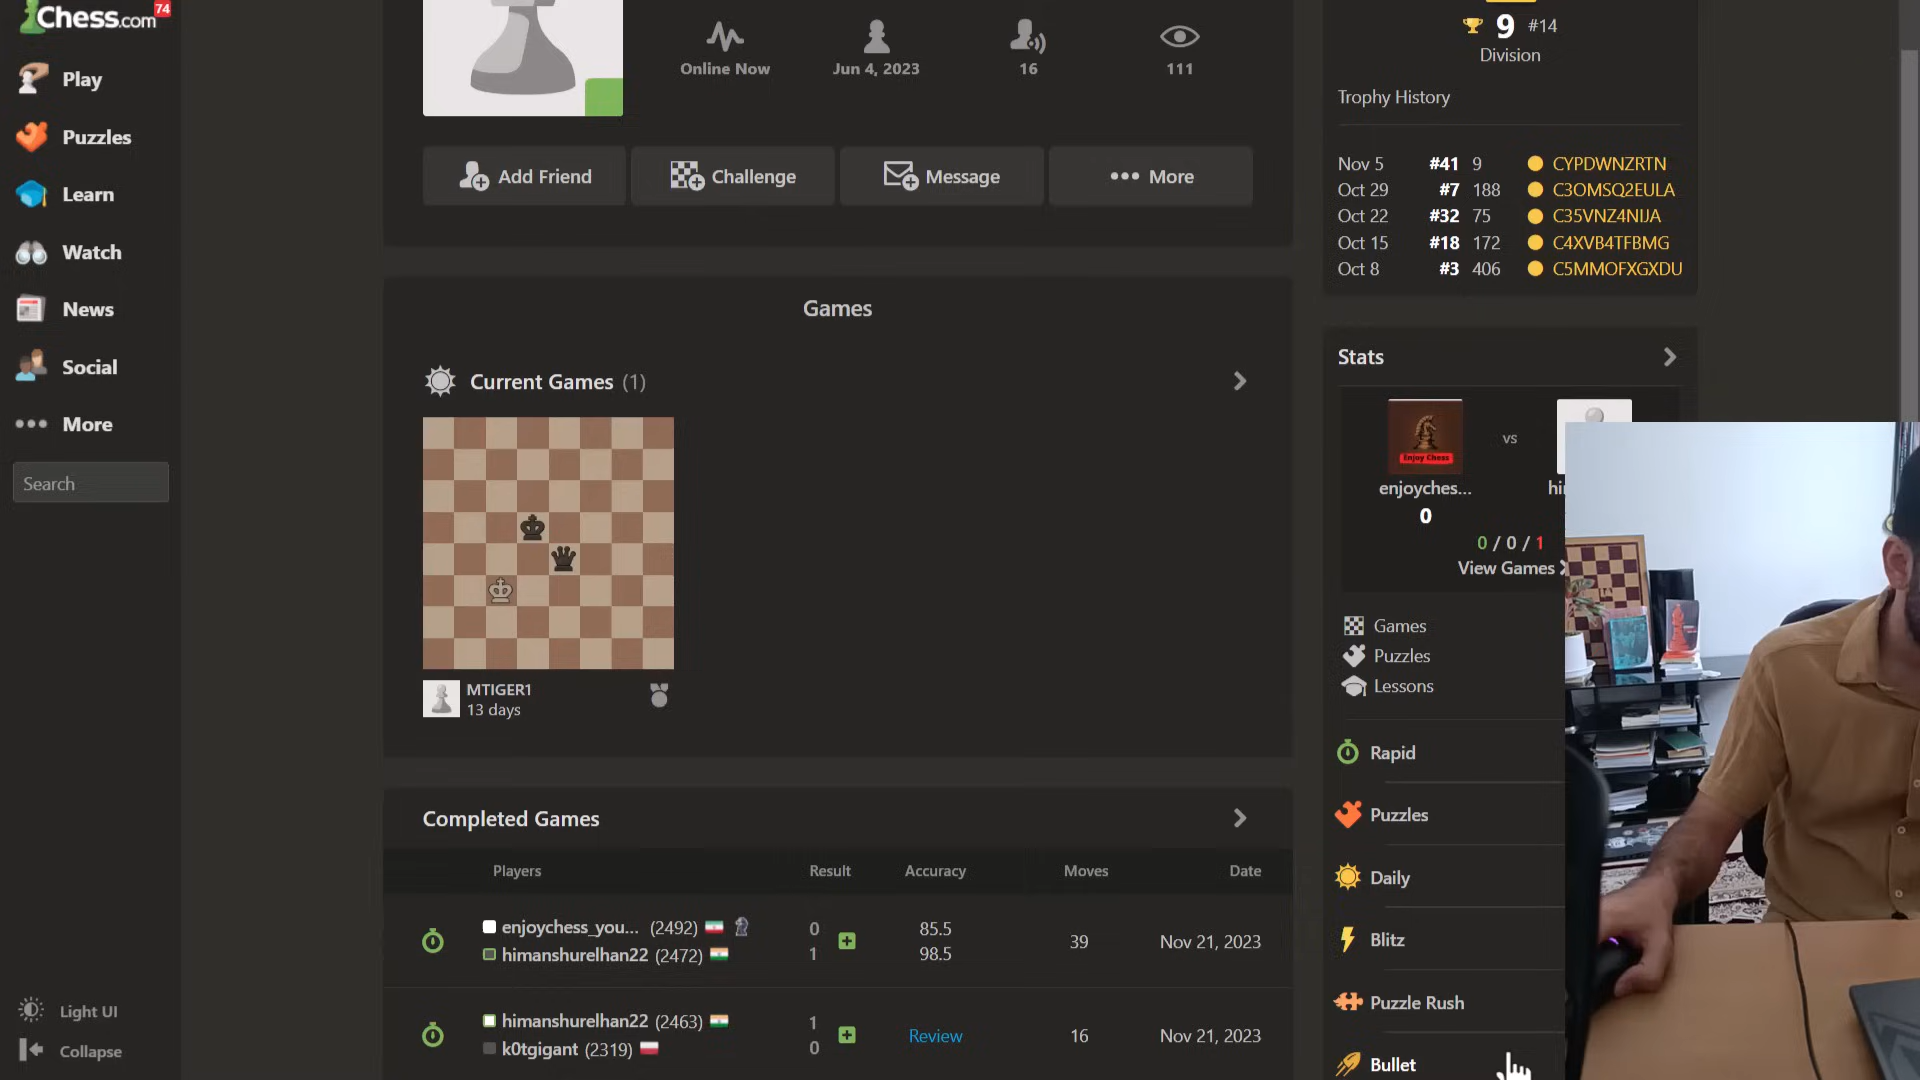 Chess.com
74
Play
Puzzles
Learn
Watch
News
Social
More
Search
Light UI
Collapse
Online Now
Jun 4, 2023
16
111
Add Friend
Challenge
Message
More
Games
Current Games (1)
MTIGER1
13 days
Completed Games
Players Result Accuracy Moves Date
enjoychess_you... (2492) 0 85.5
himanshurelhan22 (2472) 1 98.5
39 Nov 21, 2023
himanshurelhan22 (2463) 1
k0tgigant (2319) 0
Review 16 Nov 21, 2023
9 #14
Division
Trophy History
Nov 5 #41 9 CYPDWNZRTN
Oct 29 #7 188 C3OMSQ2EULA
Oct 22 #32 75 C35VNZ4NIJA
Oct 15 #18 172 C4XVB4TFBMG
Oct 8 #3 406 C5MMOFXGXDU
Stats
Enjoy Chess
vs
enjoyches...
0
0 / 0 / 1
View Games
Games
Puzzles
Lessons
Rapid
Puzzles
Daily
Blitz
Puzzle Rush
Bullet